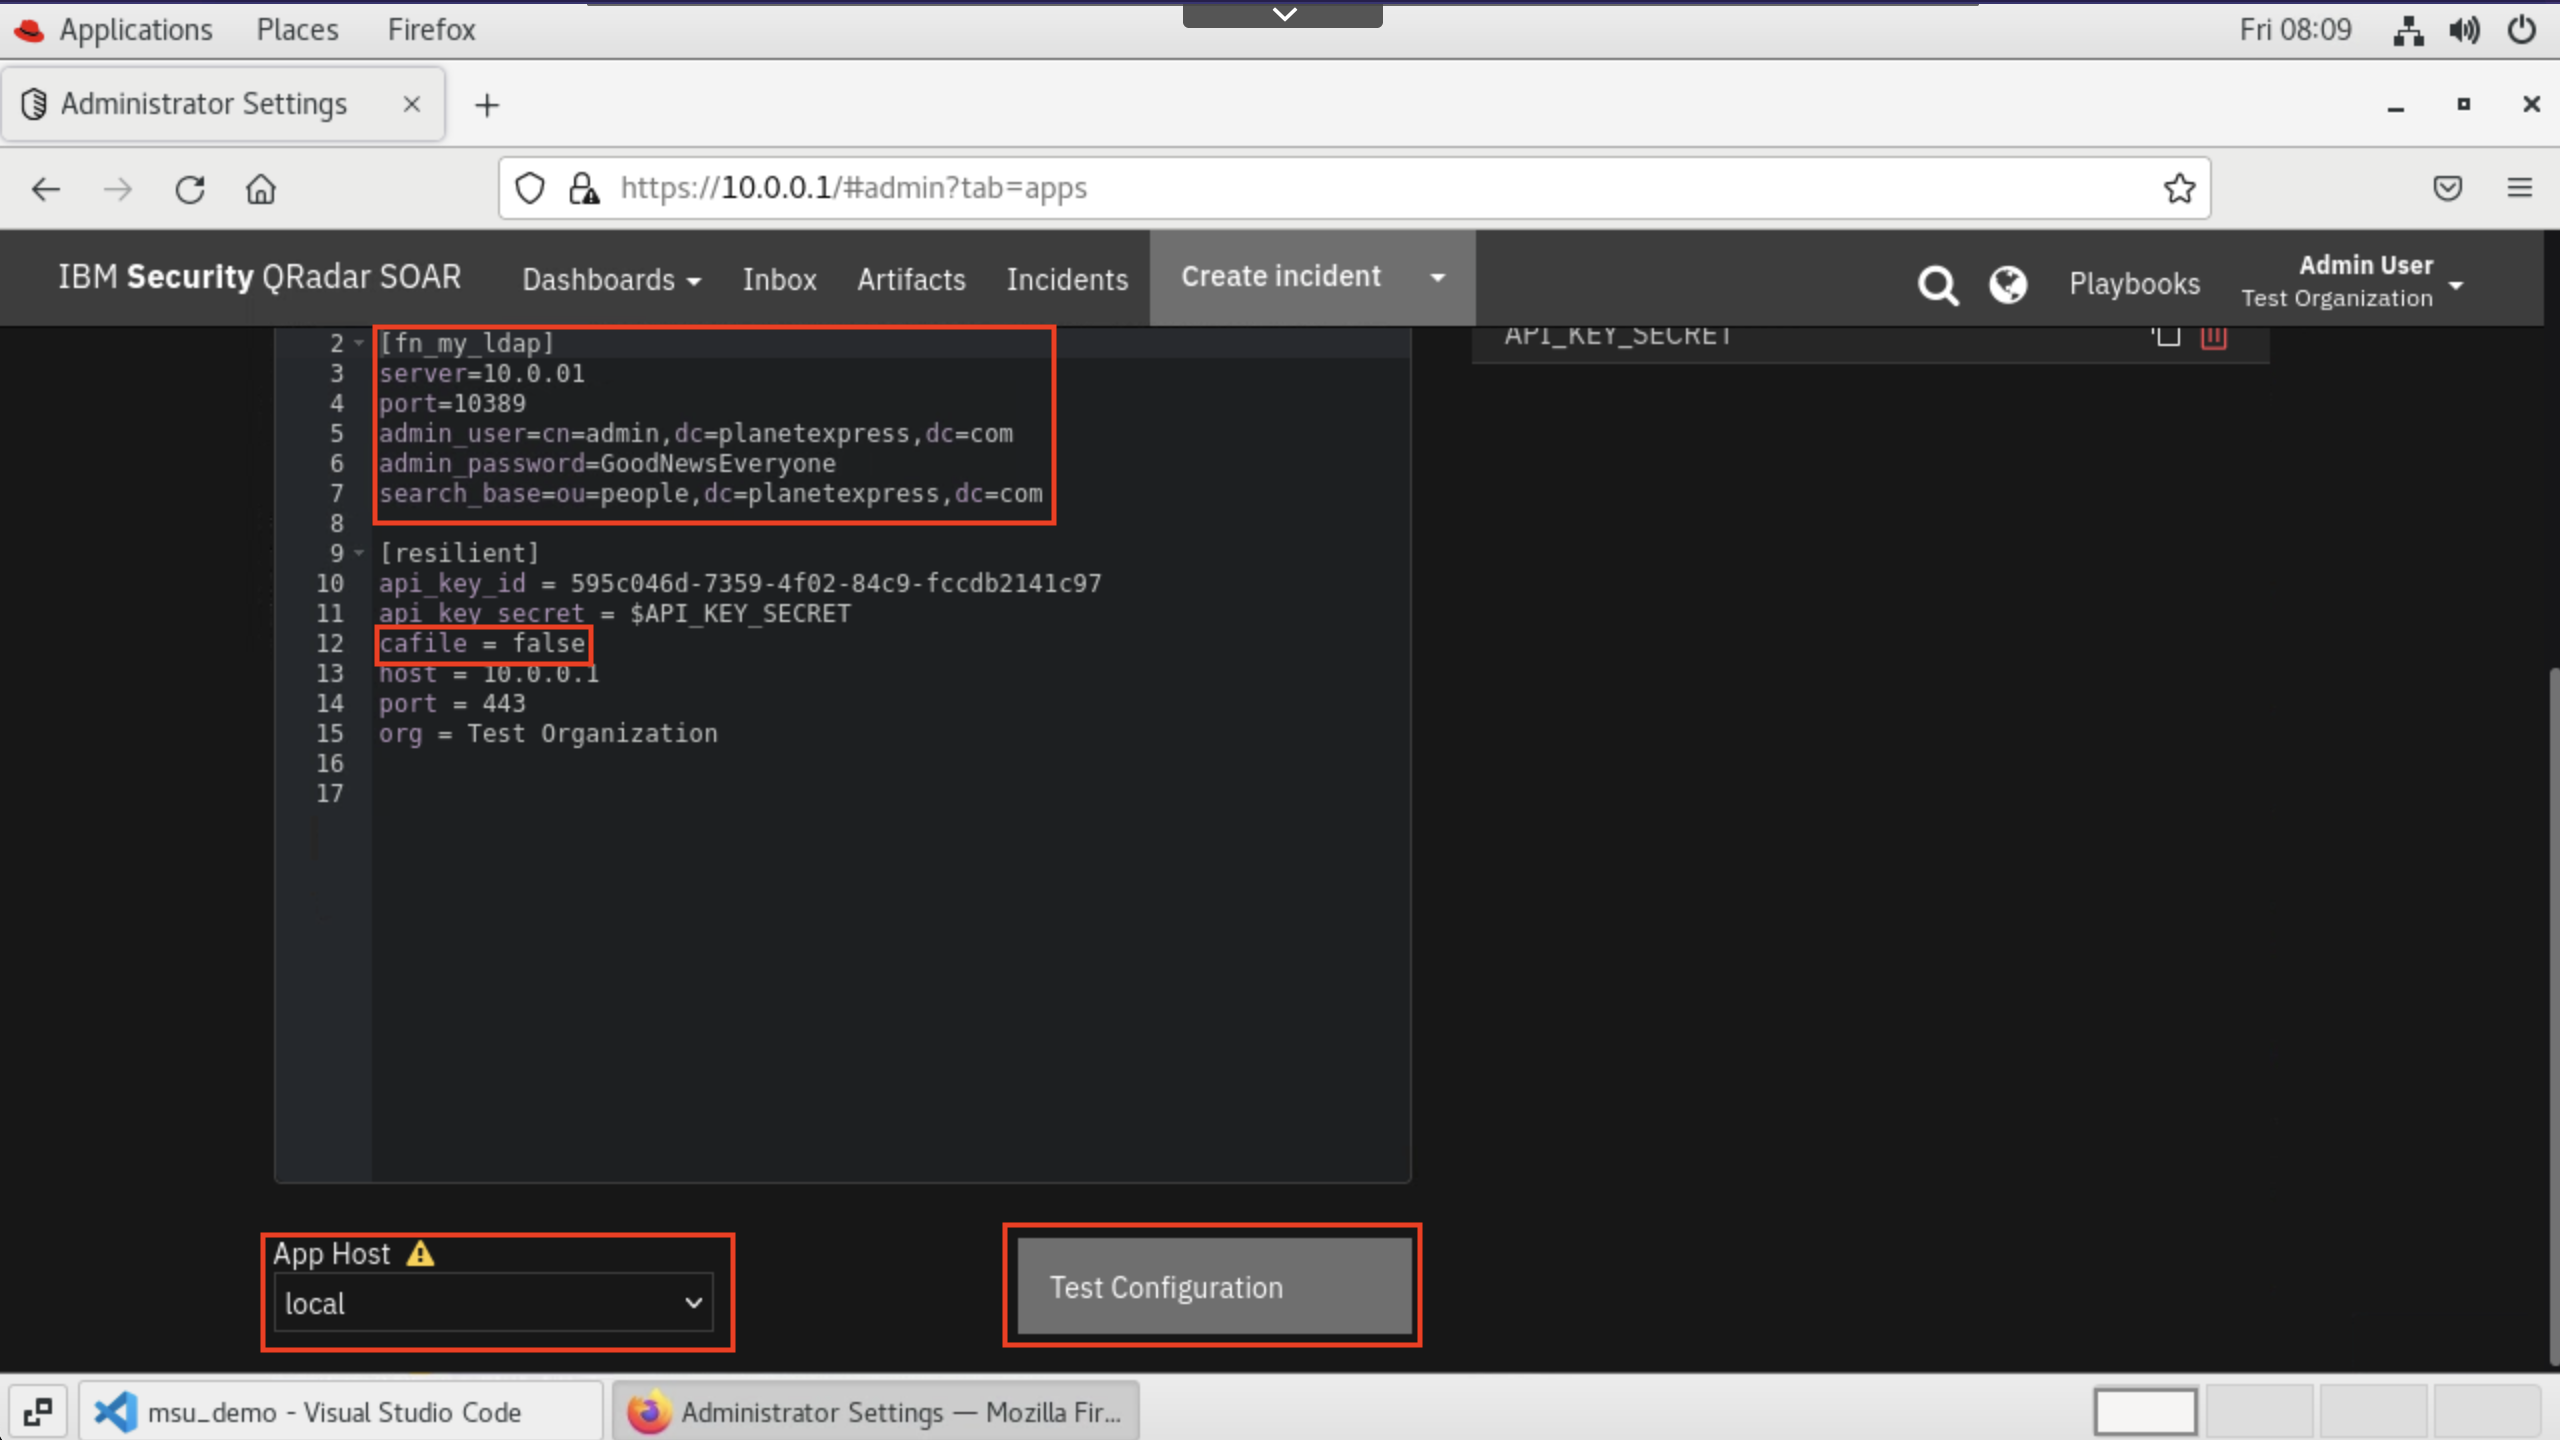 Applications Places Firefox Fri 08:09
Administrator Settings
https://10.0.0.1/#admin?tab=apps
IBM Security QRadar SOAR Dashboards Inbox Artifacts Incidents Create incident Playbooks Admin User
Test Organization
API_KEY_SECRET
2 [fn_my_ldap]
3 server=10.0.01
4 port=10389
5 admin_user=cn=admin,dc=planetexpress,dc=com
6 admin_password=GoodNewsEveryone
7 search_base=ou=people,dc=planetexpress,dc=com
8
9 [resilient]
10 api_key_id = 595c046d-7359-4f02-84c9-fccdb2141c97
11 api_key_secret = $API_KEY_SECRET
12 cafile = false
13 host = 10.0.0.1
14 port = 443
15 org = Test Organization
16
17
App Host
local
Test Configuration
msu_demo - Visual Studio Code Administrator Settings — Mozilla Fir...